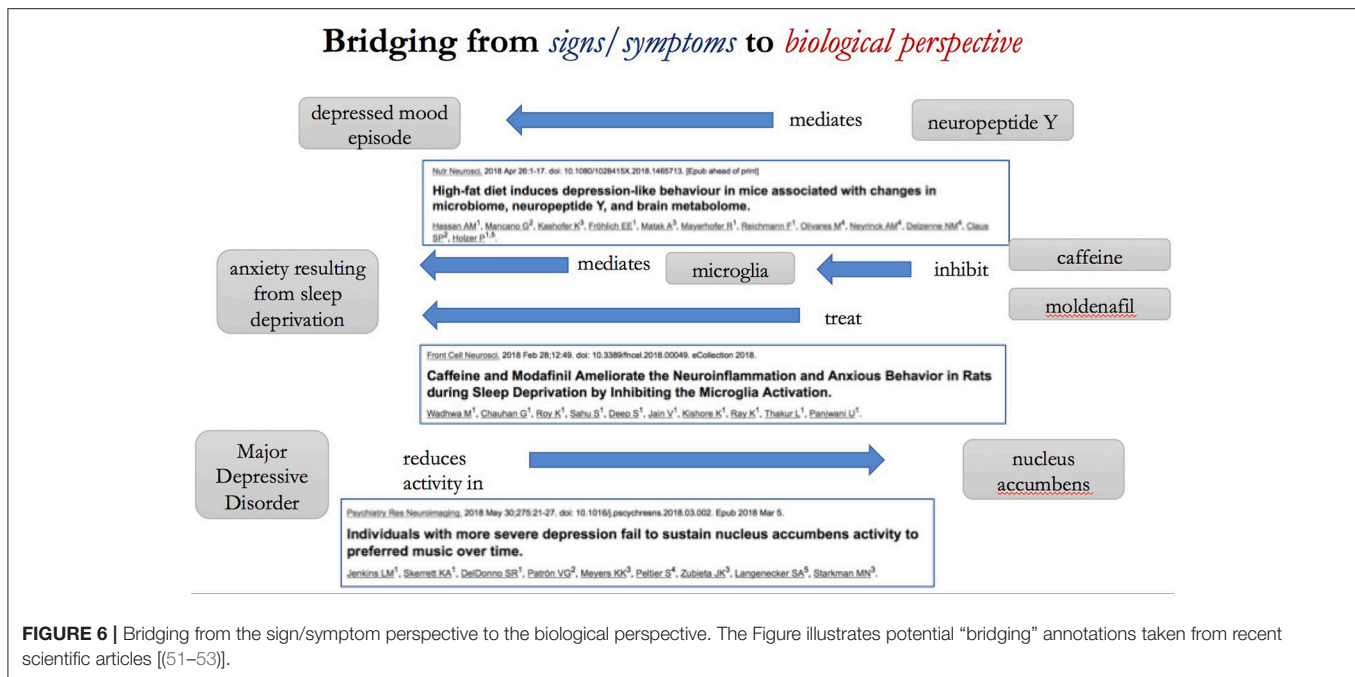 Bridging from signs/symptoms to biological perspective
depressed mood
episode
mediates
neuropeptide Y
Nutr Neurosci. 2018 Apr 26:1-17. doi: 10.1080/1028415X.2018.1465713. [Epub ahead of print]
High-fat diet induces depression-like behaviour in mice associated with changes in
microbiome, neuropeptide Y, and brain metabolome.
Hassan AM1, Mancano G2, Kashofer K3, Fröhlich EE1, Matak A3, Mayerhofer R1, Reichmann F1, Olivares M4, Neyrinck AM4, Delzenne NM4, Claus
SP2, Holzer P1,5.
anxiety resulting
from sleep
deprivation
mediates
microglia
inhibit
caffeine
moldenafil
treat
Front Cell Neurosci. 2018 Feb 28;12:49. doi: 10.3389/fncel.2018.00049. eCollection 2018.
Caffeine and Modafinil Ameliorate the Neuroinflammation and Anxious Behavior in Rats
during Sleep Deprivation by Inhibiting the Microglia Activation.
Wadhwa M1, Chauhan G1, Roy K1, Sahu S1, Deep S1, Jain V1, Kishore K1, Ray K1, Thakur L1, Panjwani U1.
Major
Depressive
Disorder
reduces
activity in
nucleus
accumbens
Psychiatry Res Neuroimaging. 2018 May 30;275:21-27. doi: 10.1016/j.pscychresns.2018.03.002. Epub 2018 Mar 5.
Individuals with more severe depression fail to sustain nucleus accumbens activity to
preferred music over time.
Jenkins LM1, Skerrett KA1, DelDonno SR1, Patrón VG2, Meyers KK3, Peltier S4, Zubieta JK3, Langenecker SA5, Starkman MN3.
FIGURE 6 | Bridging from the sign/symptom perspective to the biological perspective. The Figure illustrates potential “bridging” annotations taken from recent
scientific articles [(51–53)].